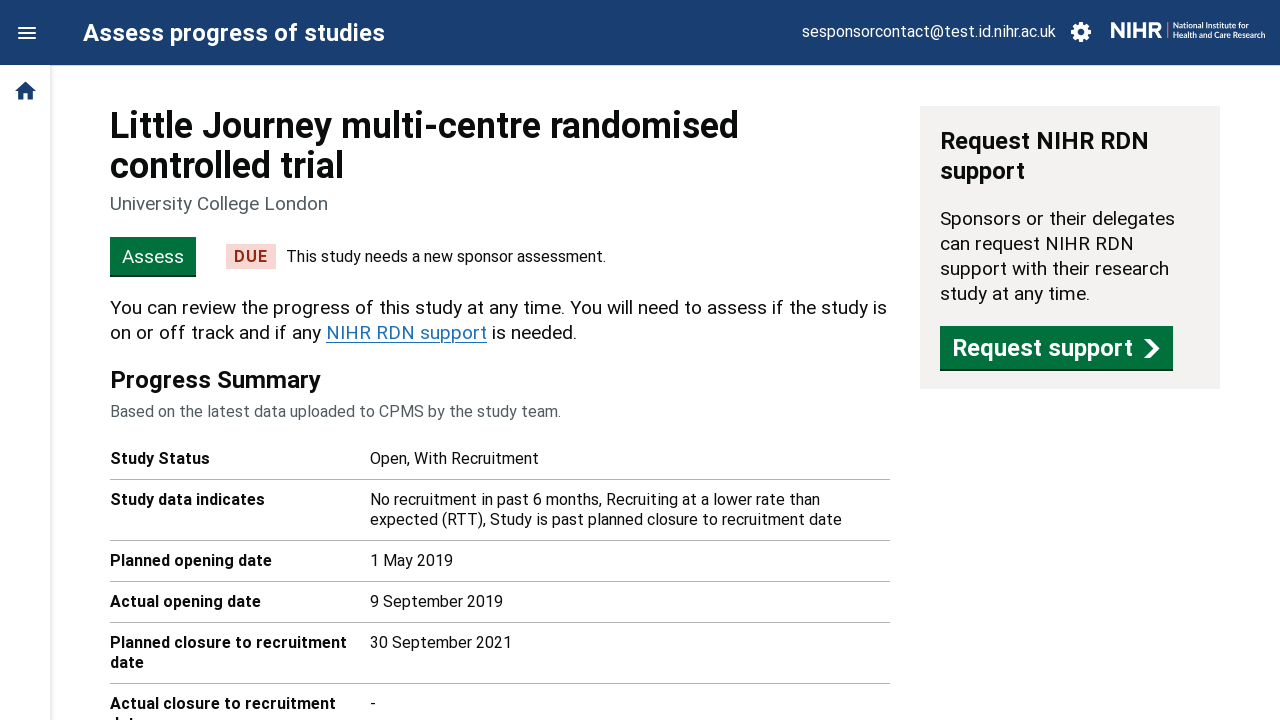 Assess progress of studies
sesponsorcontact@test.id.nihr.ac.uk
NIHR | National Institute for
Health and Care Research
Little Journey multi-centre randomised
controlled trial
University College London
Assess
DUE
This study needs a new sponsor assessment.
You can review the progress of this study at any time. You will need to assess if the study is
on or off track and if any NIHR RDN support is needed.
Progress Summary
Based on the latest data uploaded to CPMS by the study team.
Study Status
Open, With Recruitment
Study data indicates
No recruitment in past 6 months, Recruiting at a lower rate than
expected (RTT), Study is past planned closure to recruitment date
Planned opening date
1 May 2019
Actual opening date
9 September 2019
Planned closure to recruitment
date
30 September 2021
Actual closure to recruitment
-
Request NIHR RDN
support
Sponsors or their delegates
can request NIHR RDN
support with their research
study at any time.
Request support